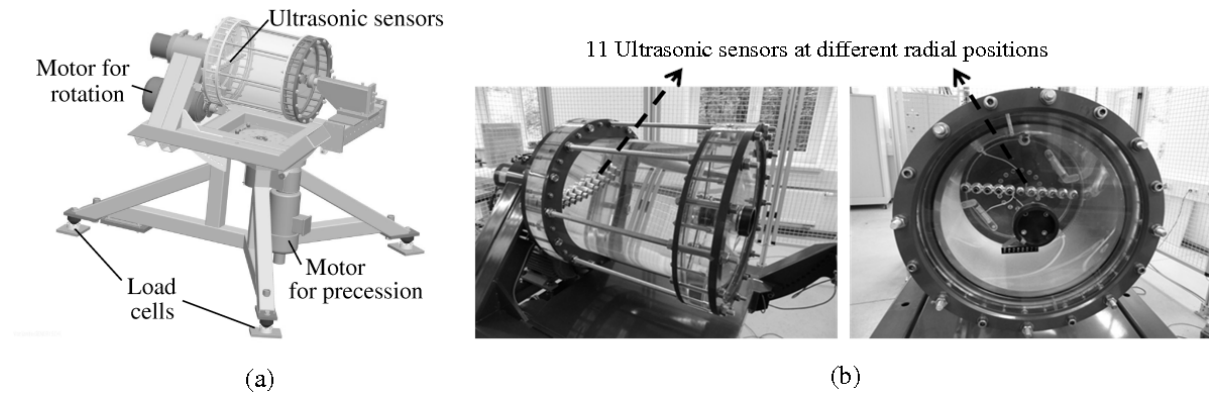 Ultrasonic sensors
Motor for
rotation
Motor
for precession
Load
cells
(a)
11 Ultrasonic sensors at different radial positions
(b)